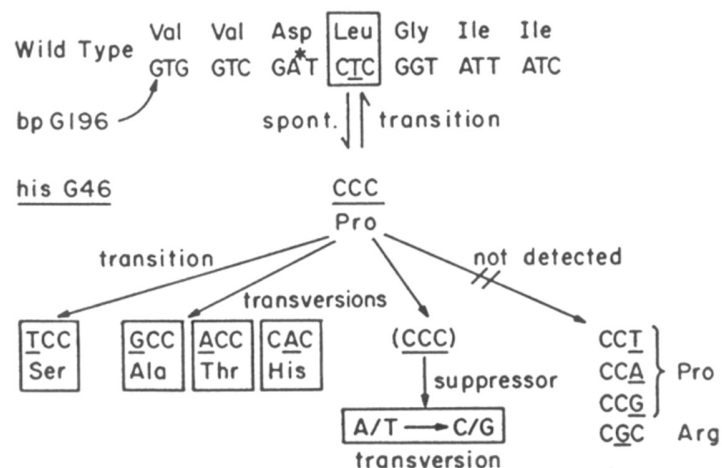 Val Val Asp Leu Gly Ile Ile
Wild Type GTG GTC GA*T CTC GGT ATT ATC
bp G196
spont. transition
his G46 CCC
Pro
transition
not detected
transversions
TCC GCC ACC CAC (CCC) CCT
Ser Ala Thr His CCA Pro
suppressor CCG
A/T → C/G CGC Arg
transversion